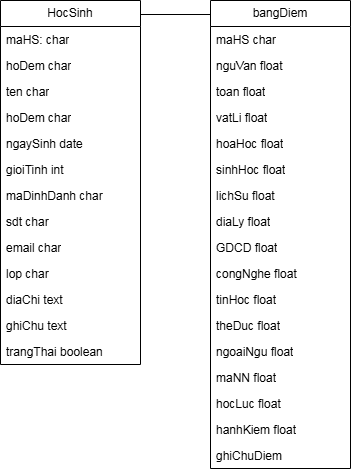 HocSinh
maHS: char
hoDem char
ten char
hoDem char
ngaySinh date
gioiTinh int
maDinhDanh char
sdt char
email char
lop char
diaChi text
ghiChu text
trangThai boolean
bangDiem
maHS char
nguVan float
toan float
vatLi float
hoaHoc float
sinhHoc float
lichSu float
diaLy float
GDCD float
congNghe float
tinHoc float
theDuc float
ngoaiNgu float
maNN float
hocLuc float
hanhKiem float
ghiChuDiem